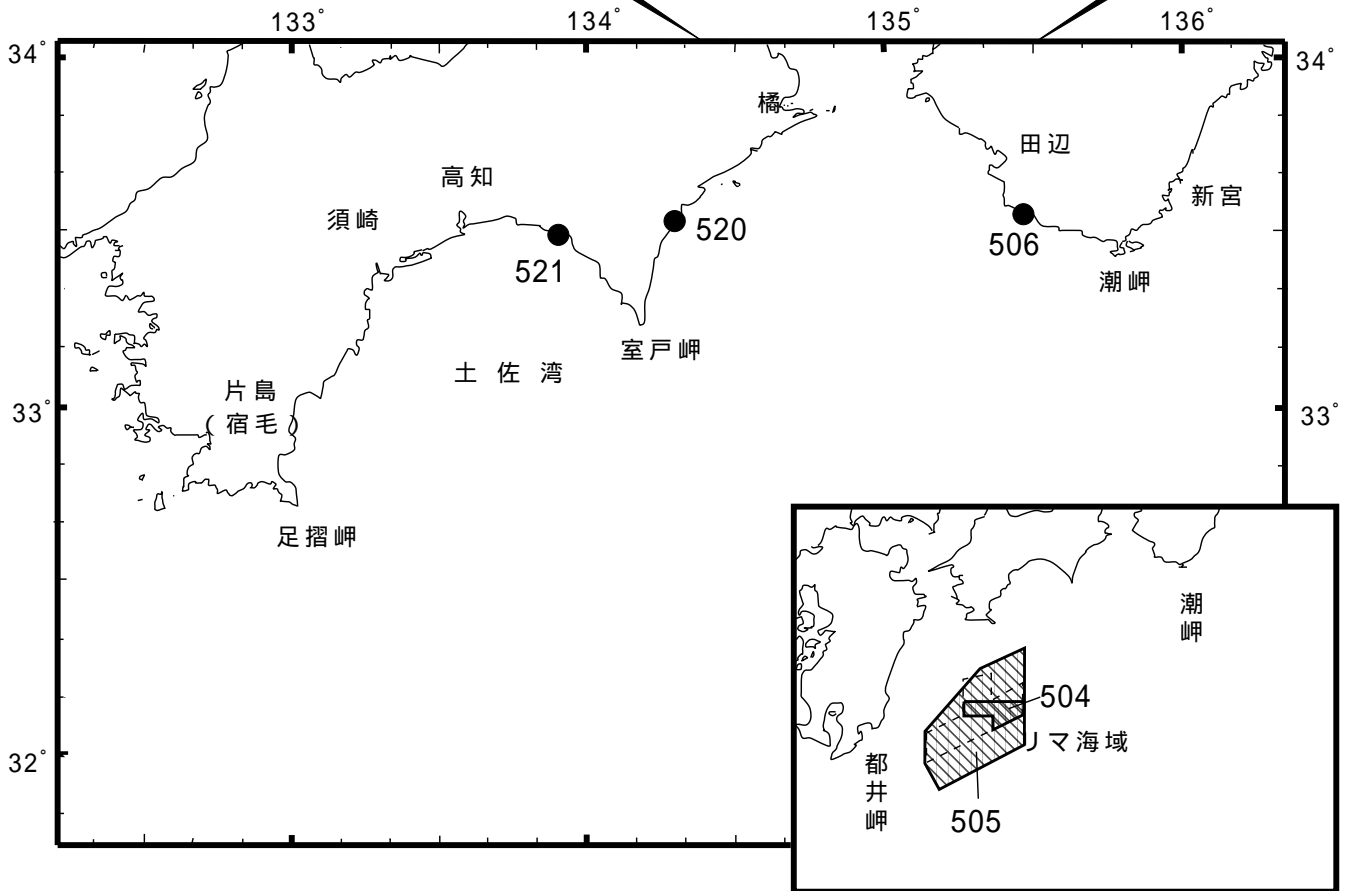 133°
134°
135°
136°
34°
34°
橘
田辺
高知
新宮
須崎
520
506
521
潮岬
室戸岬
土佐湾
片島
(宿毛)
33°
33°
足摺岬
潮岬
504
リマ海域
都井岬
505
32°